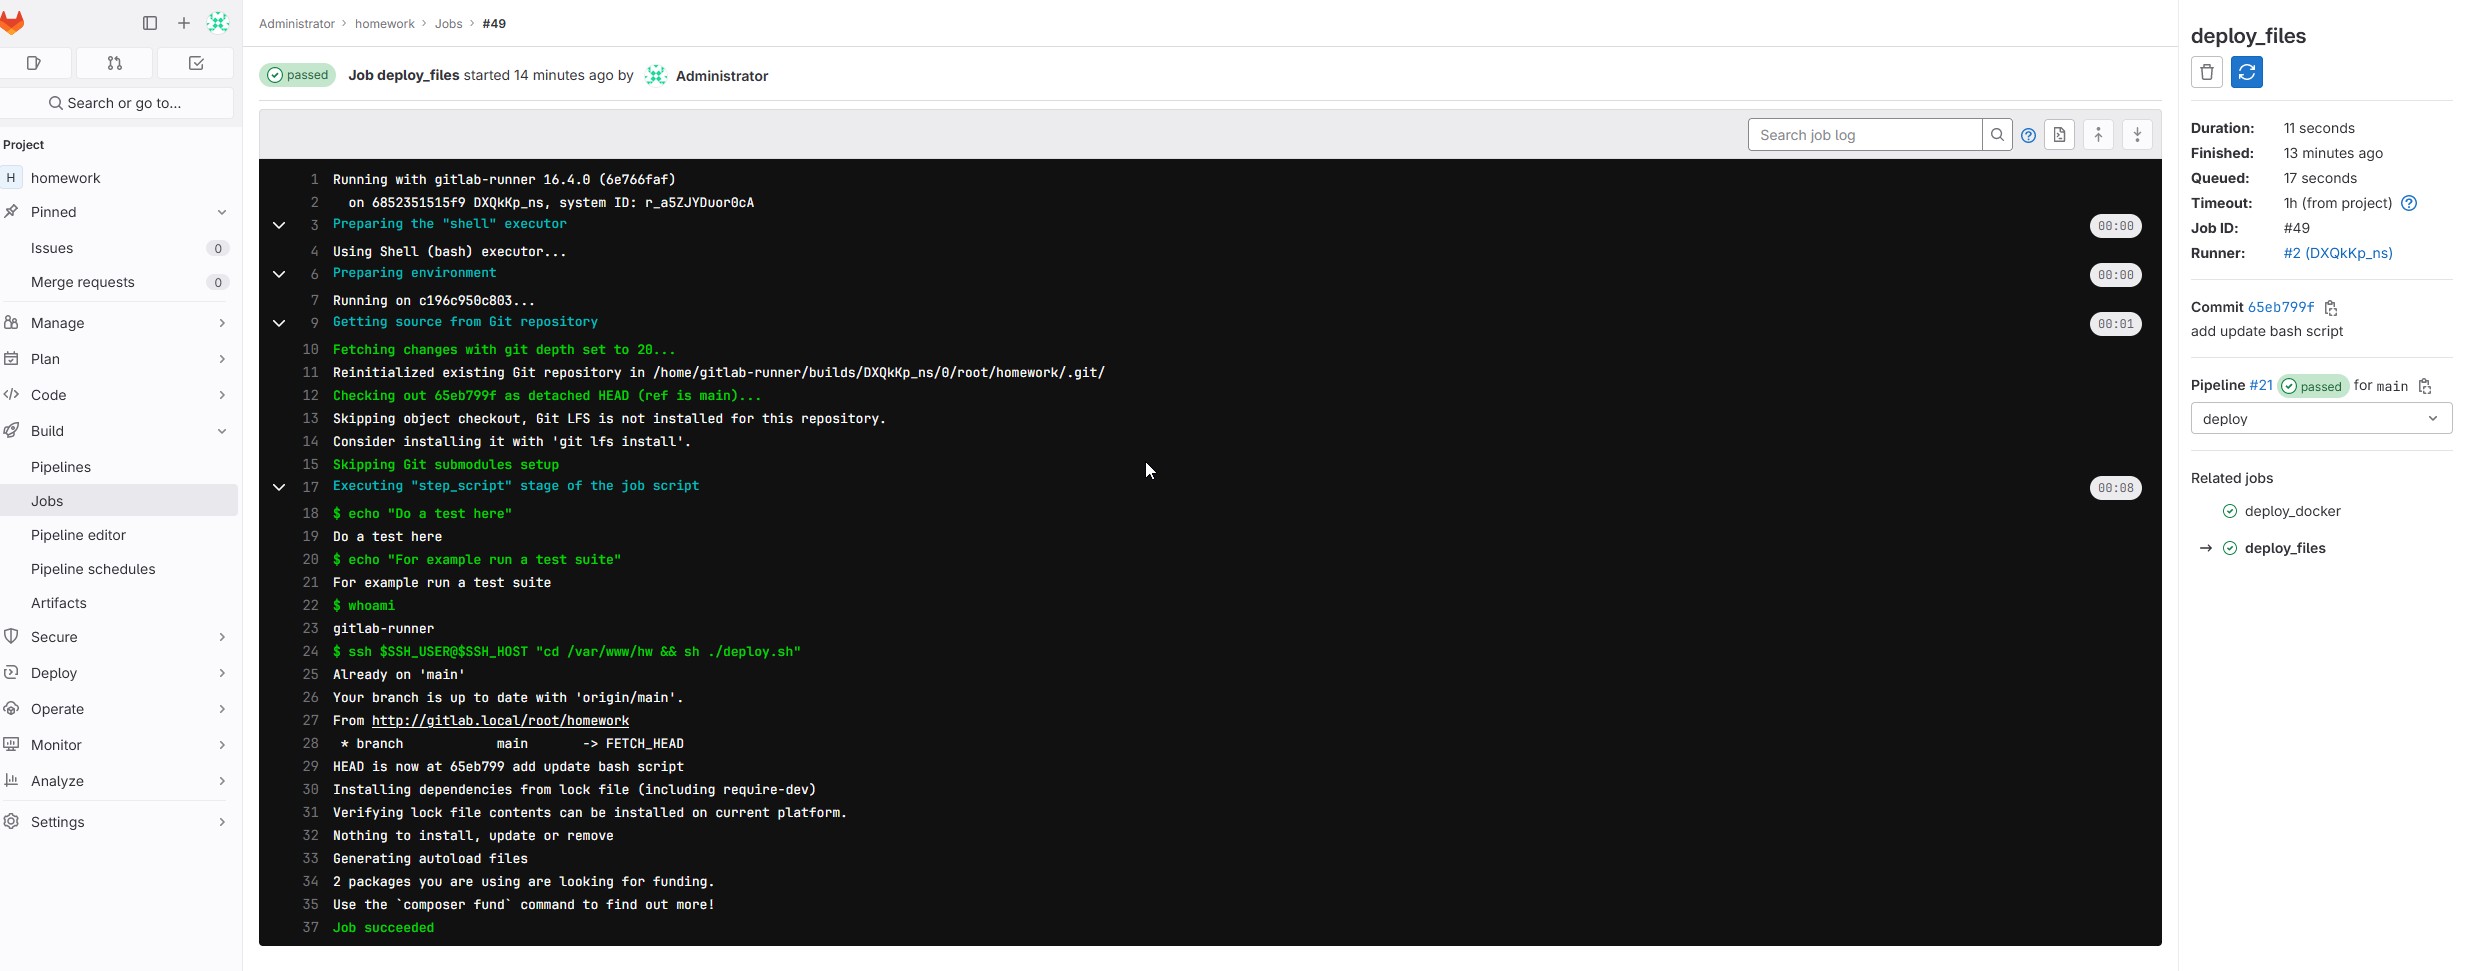 Administrator > homework > Jobs > #49
passed Job deploy_files started 14 minutes ago by Administrator
Search or go to...
Project
H homework
Pinned
Issues 0
Merge requests 0
Manage
Plan
Code
Build
Pipelines
Jobs
Pipeline editor
Pipeline schedules
Artifacts
Secure
Deploy
Operate
Monitor
Analyze
Settings
Search job log
1 Running with gitlab-runner 16.4.0 (6e766faf)
2 on 6852351515f9 DXQkKp_ns, system ID: r_a5ZJYDuor0cA
3 Preparing the "shell" executor 00:00
4 Using Shell (bash) executor...
6 Preparing environment 00:00
7 Running on c196c950c803...
9 Getting source from Git repository 00:01
10 Fetching changes with git depth set to 20...
11 Reinitialized existing Git repository in /home/gitlab-runner/builds/DXQkKp_ns/0/root/homework/.git/
12 Checking out 65eb799f as detached HEAD (ref is main)...
13 Skipping object checkout, Git LFS is not installed for this repository.
14 Consider installing it with 'git lfs install'.
15 Skipping Git submodules setup
17 Executing "step_script" stage of the job script 00:08
18 $ echo "Do a test here"
19 Do a test here
20 $ echo "For example run a test suite"
21 For example run a test suite
22 $ whoami
23 gitlab-runner
24 $ ssh $SSH_USER@$SSH_HOST "cd /var/www/hw && sh ./deploy.sh"
25 Already on 'main'
26 Your branch is up to date with 'origin/main'.
27 From http://gitlab.local/root/homework
28 * branch main -> FETCH_HEAD
29 HEAD is now at 65eb799 add update bash script
30 Installing dependencies from lock file (including require-dev)
31 Verifying lock file contents can be installed on current platform.
32 Nothing to install, update or remove
33 Generating autoload files
34 2 packages you are using are looking for funding.
35 Use the `composer fund` command to find out more!
37 Job succeeded
deploy_files
Duration: 11 seconds
Finished: 13 minutes ago
Queued: 17 seconds
Timeout: 1h (from project)
Job ID: #49
Runner: #2 (DXQkKp_ns)
Commit 65eb799f
add update bash script
Pipeline #21 passed for main
deploy
Related jobs
deploy_docker
→ deploy_files